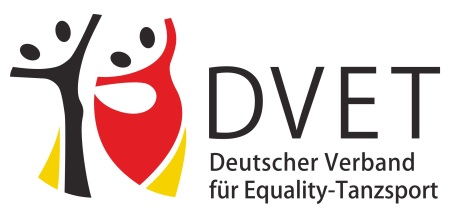 DVET
Deutscher Verband
für Equality-Tanzsport